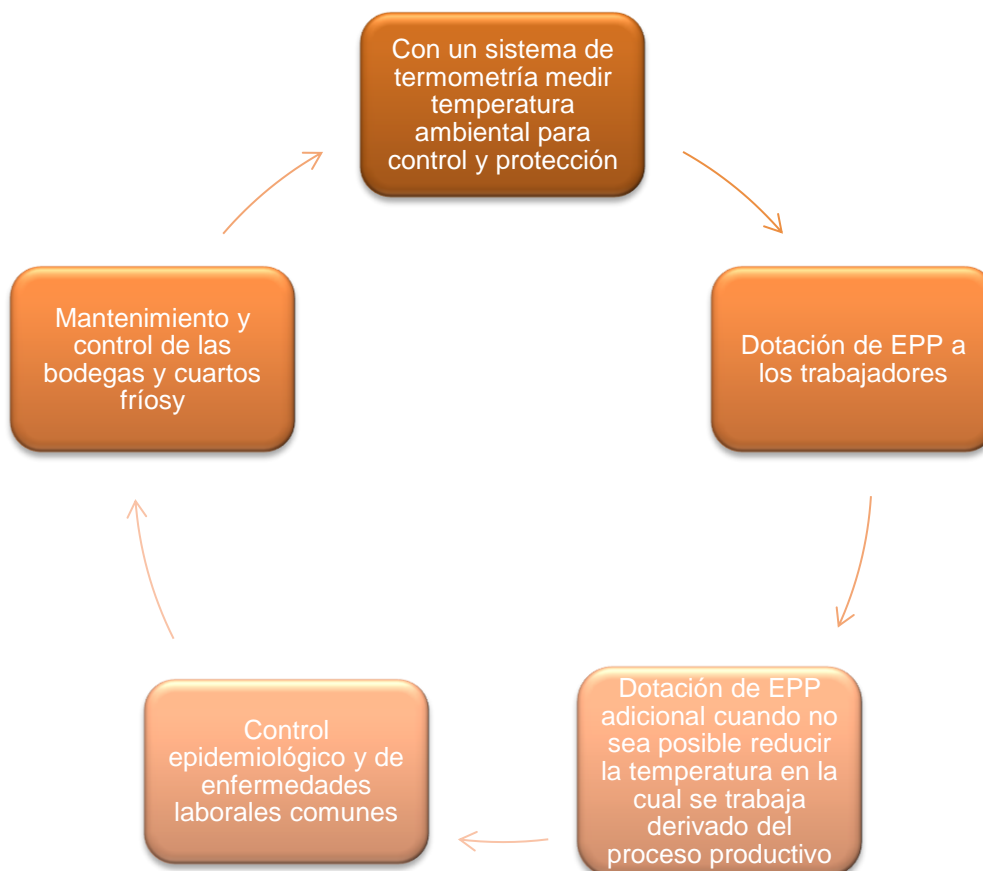 Con un sistema de
termometría medir
temperatura
ambiental para
control y protección
Dotación de EPP a
los trabajadores
Dotación de EPP
adicional cuando no
sea posible reducir
la temperatura en la
cual se trabaja
derivado del
proceso productivo
Control
epidemiológico y de
enfermedades
laborales comunes
Mantenimiento y
control de las
bodegas y cuartos
fríosy